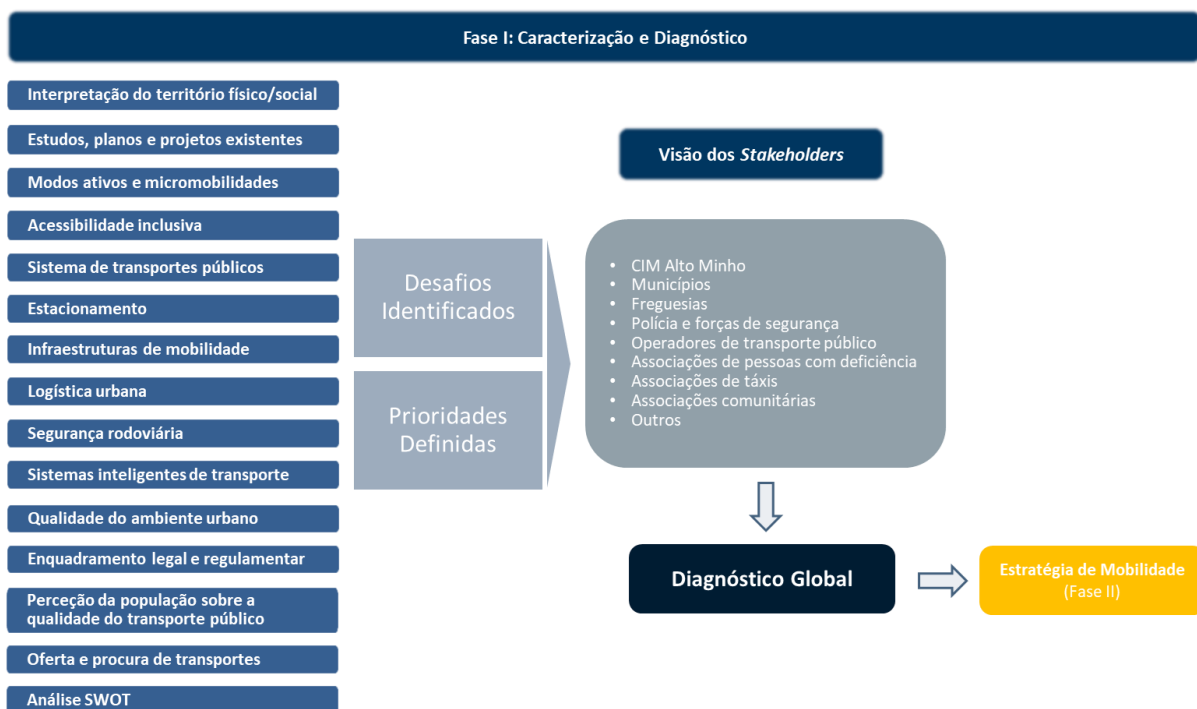 Fase I: Caracterização e Diagnóstico
Interpretação do território físico/social
Estudos, planos e projetos existentes
Modos ativos e micromobilidades
Acessibilidade inclusiva
Sistema de transportes públicos
Estacionamento
Infraestruturas de mobilidade
Logística urbana
Segurança rodoviária
Sistemas inteligentes de transporte
Qualidade do ambiente urbano
Enquadramento legal e regulamentar
Perceção da população sobre a
qualidade do transporte público
Oferta e procura de transportes
Análise SWOT
Desafios
Identificados
Prioridades
Definidas
Visão dos Stakeholders
• CIM Alto Minho
• Municípios
• Freguesias
• Polícia e forças de segurança
• Operadores de transporte público
• Associações de pessoas com deficiência
• Associações de táxis
• Associações comunitárias
• Outros
Diagnóstico Global
Estratégia de Mobilidade
(Fase II)